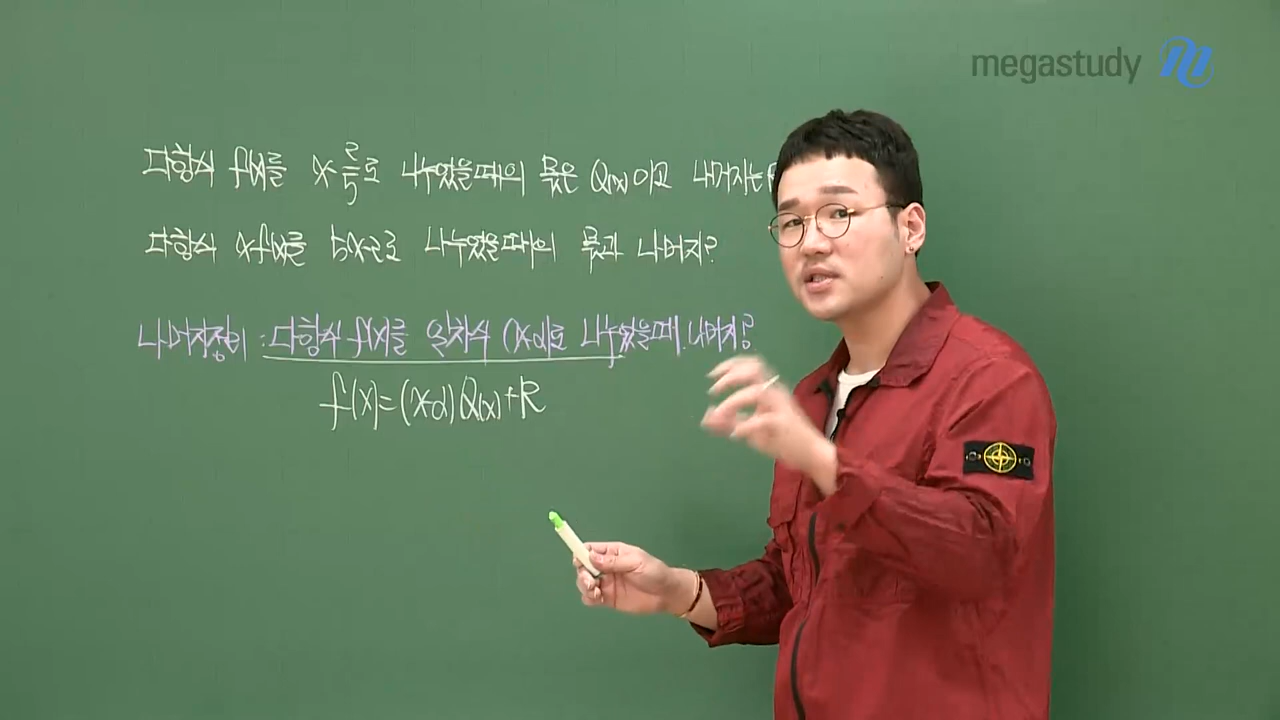 megastudy
다항식 f(x)를 x-2/5로 나누었을때의 몫은 Q(x)이고 나머지는
다항식 xf(x)를 5x-2로 나누었을때의 몫과 나머지?
나머지정리 : 다항식 f(x)를 일차식 (x-α)로 나누었을때, 나머지?
f(x)=(x-α)Q(x)+R